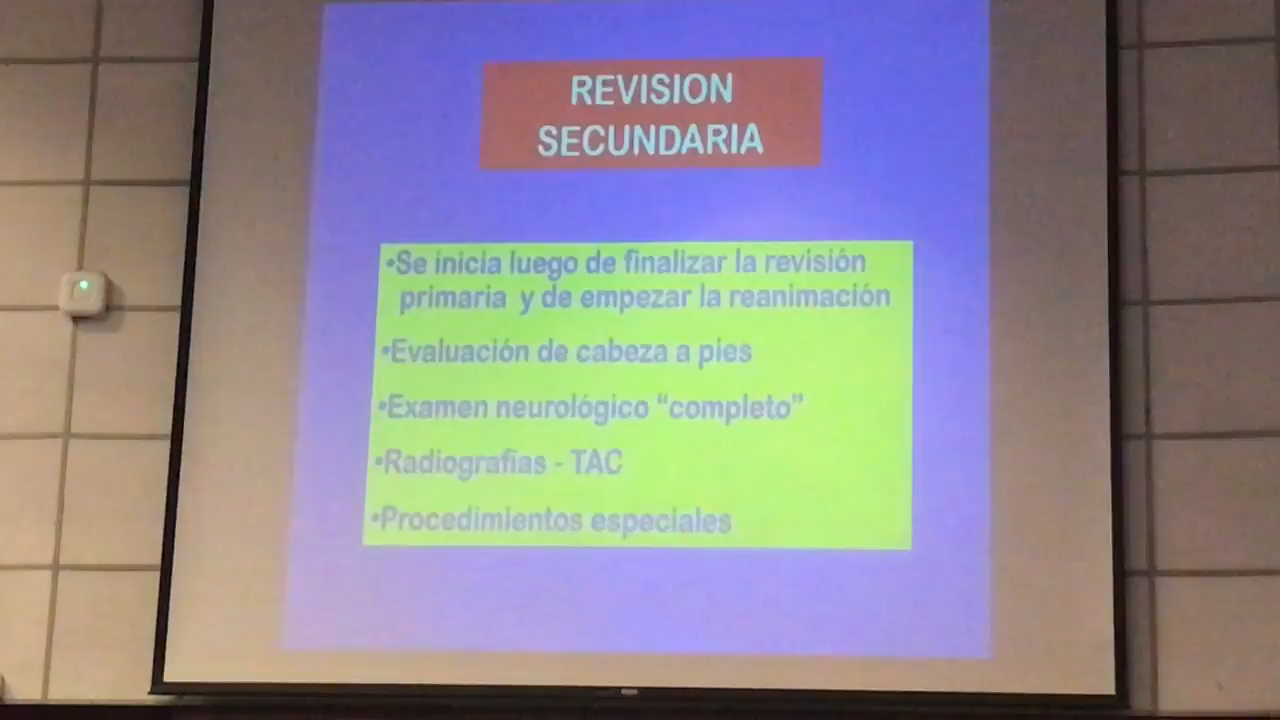 REVISION
SECUNDARIA
•Se inicia luego de finalizar la revisión
primaria y de empezar la reanimación
•Evaluación de cabeza a pies
•Examen neurológico “completo”
•Radiografias - TAC
•Procedimientos especiales